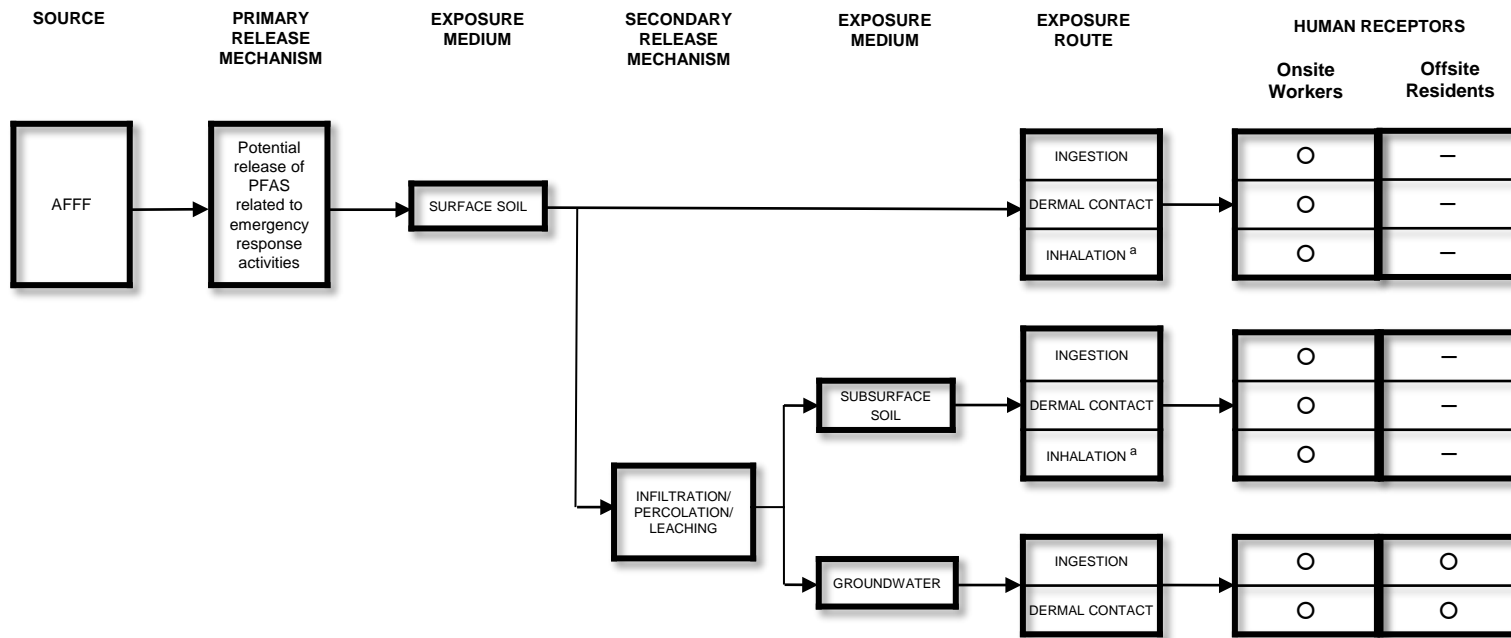 SOURCE
PRIMARY
RELEASE
MECHANISM
EXPOSURE
MEDIUM
SECONDARY
RELEASE
MECHANISM
EXPOSURE
MEDIUM
EXPOSURE
ROUTE
HUMAN RECEPTORS
Onsite
Workers
Offsite
Residents
AFFF
Potential
release of
PFAS
related to
emergency
response
activities
SURFACE SOIL
INGESTION
O –
DERMAL CONTACT
O –
INHALATION a
O –
INFILTRATION/
PERCOLATION/
LEACHING
SUBSURFACE
SOIL
INGESTION
O –
DERMAL CONTACT
O –
INHALATION a
O –
GROUNDWATER
INGESTION
O O
DERMAL CONTACT
O O